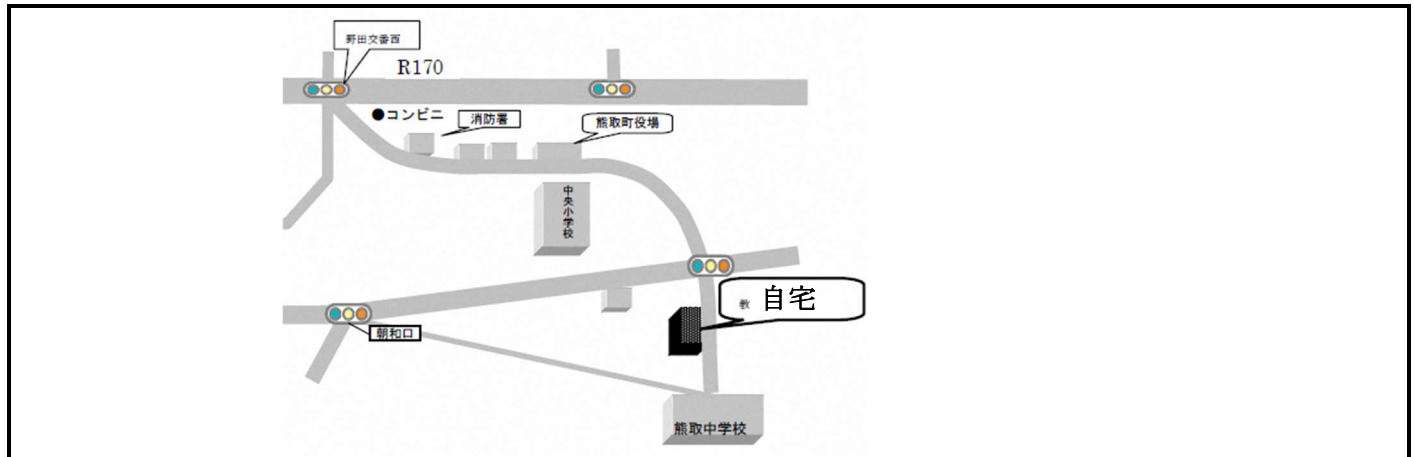 野田交番西
R170
●コンビニ
消防署
熊取町役場
中央小学校
教 自宅
朝和口
熊取中学校